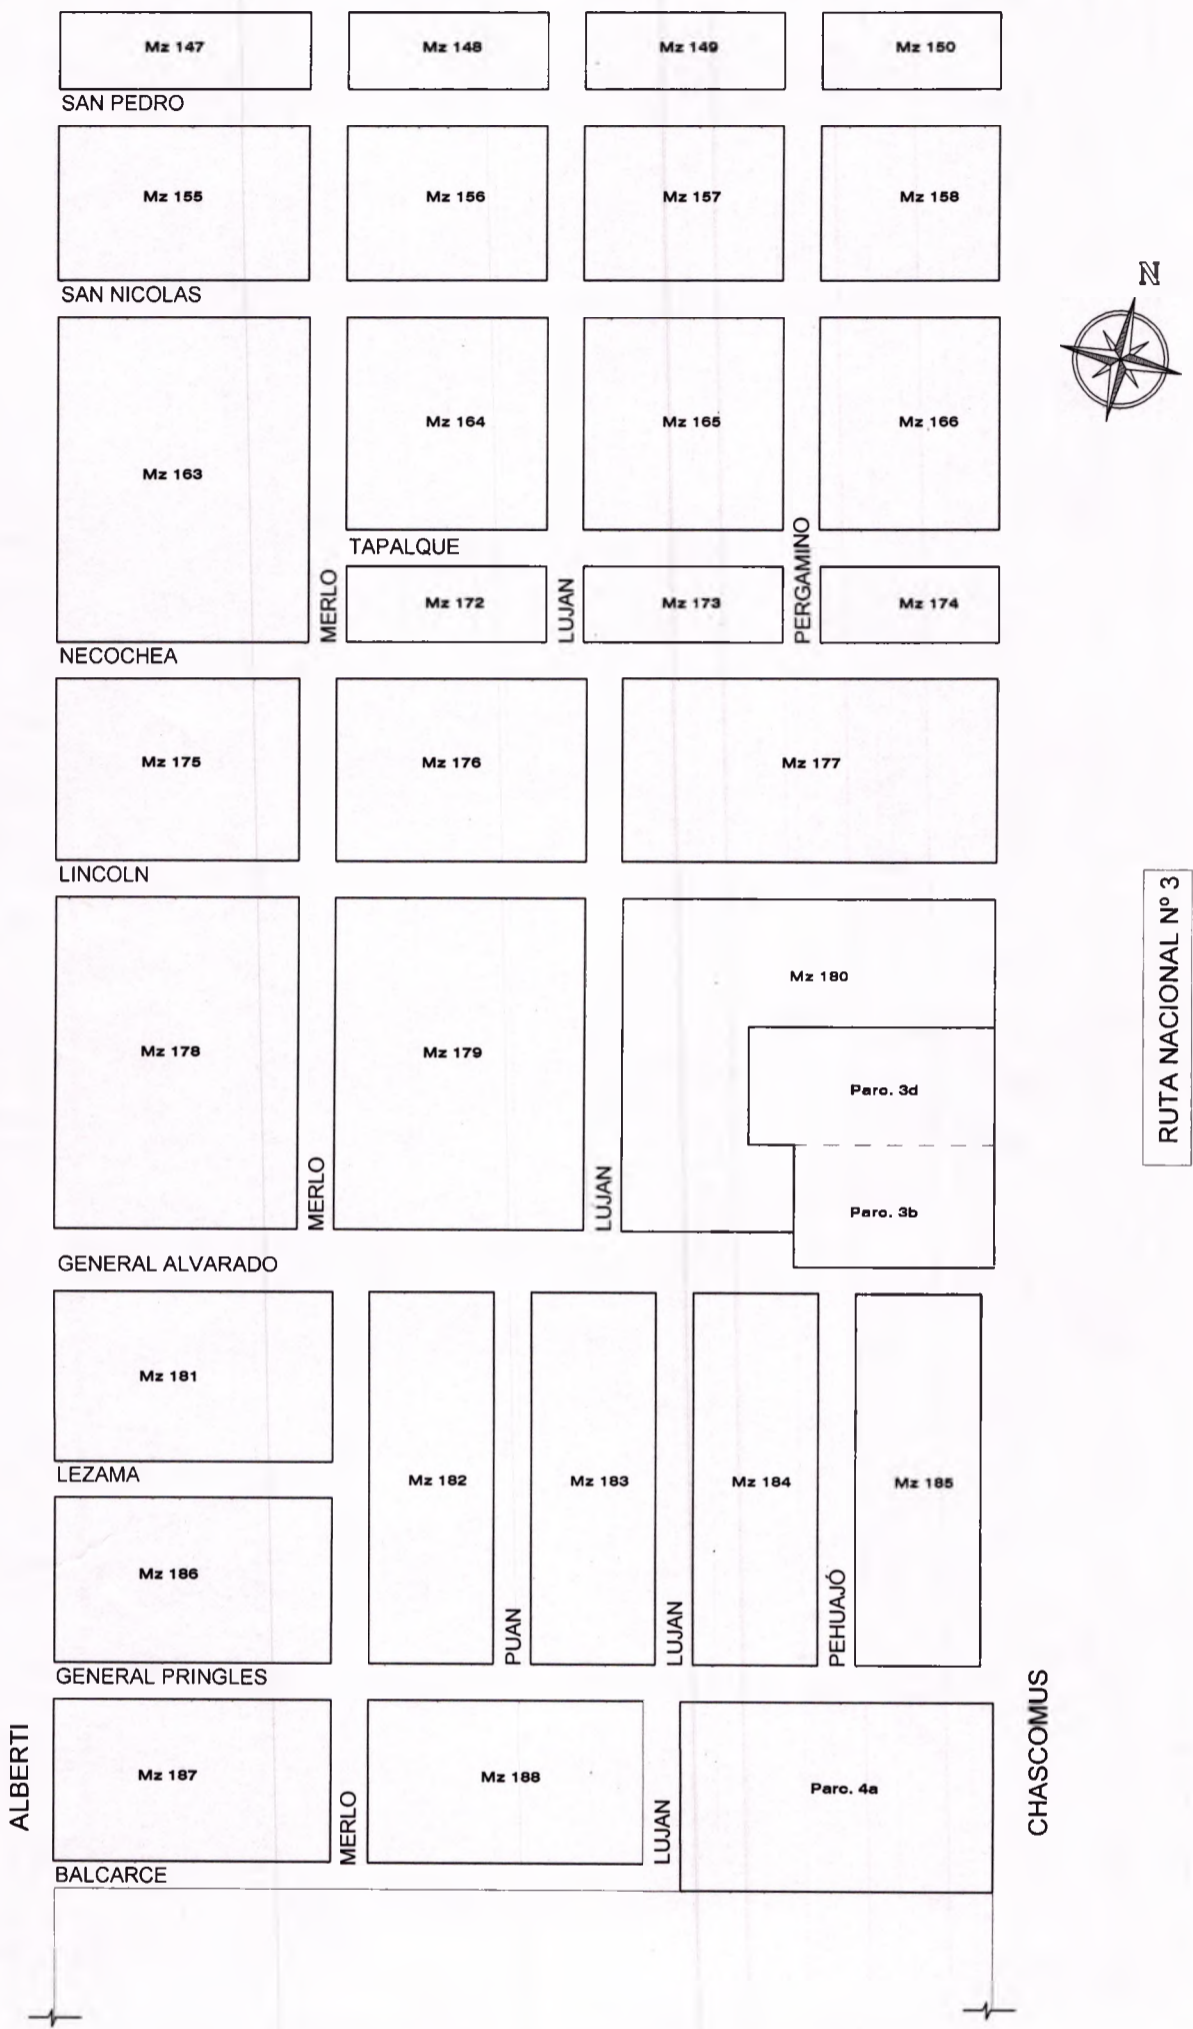 Mz 147
Mz 148
Mz 149
Mz 150
SAN PEDRO
Mz 155
Mz 156
Mz 157
Mz 158
SAN NICOLAS
N
Mz 163
Mz 164
Mz 165
Mz 166
TAPALQUE
MERLO
Mz 172
LUJAN
Mz 173
PERGAMINO
Mz 174
NECOCHEA
Mz 175
Mz 176
Mz 177
LINCOLN
Mz 178
Mz 179
Mz 180
Parc. 3d
Parc. 3b
MERLO
LUJAN
RUTA NACIONAL Nº 3
GENERAL ALVARADO
Mz 181
LEZAMA
Mz 182
Mz 183
Mz 184
Mz 185
Mz 186
PUAN
LUJAN
PEHUAJÓ
GENERAL PRINGLES
ALBERTI
Mz 187
MERLO
Mz 188
LUJAN
Parc. 4a
CHASCOMUS
BALCARCE